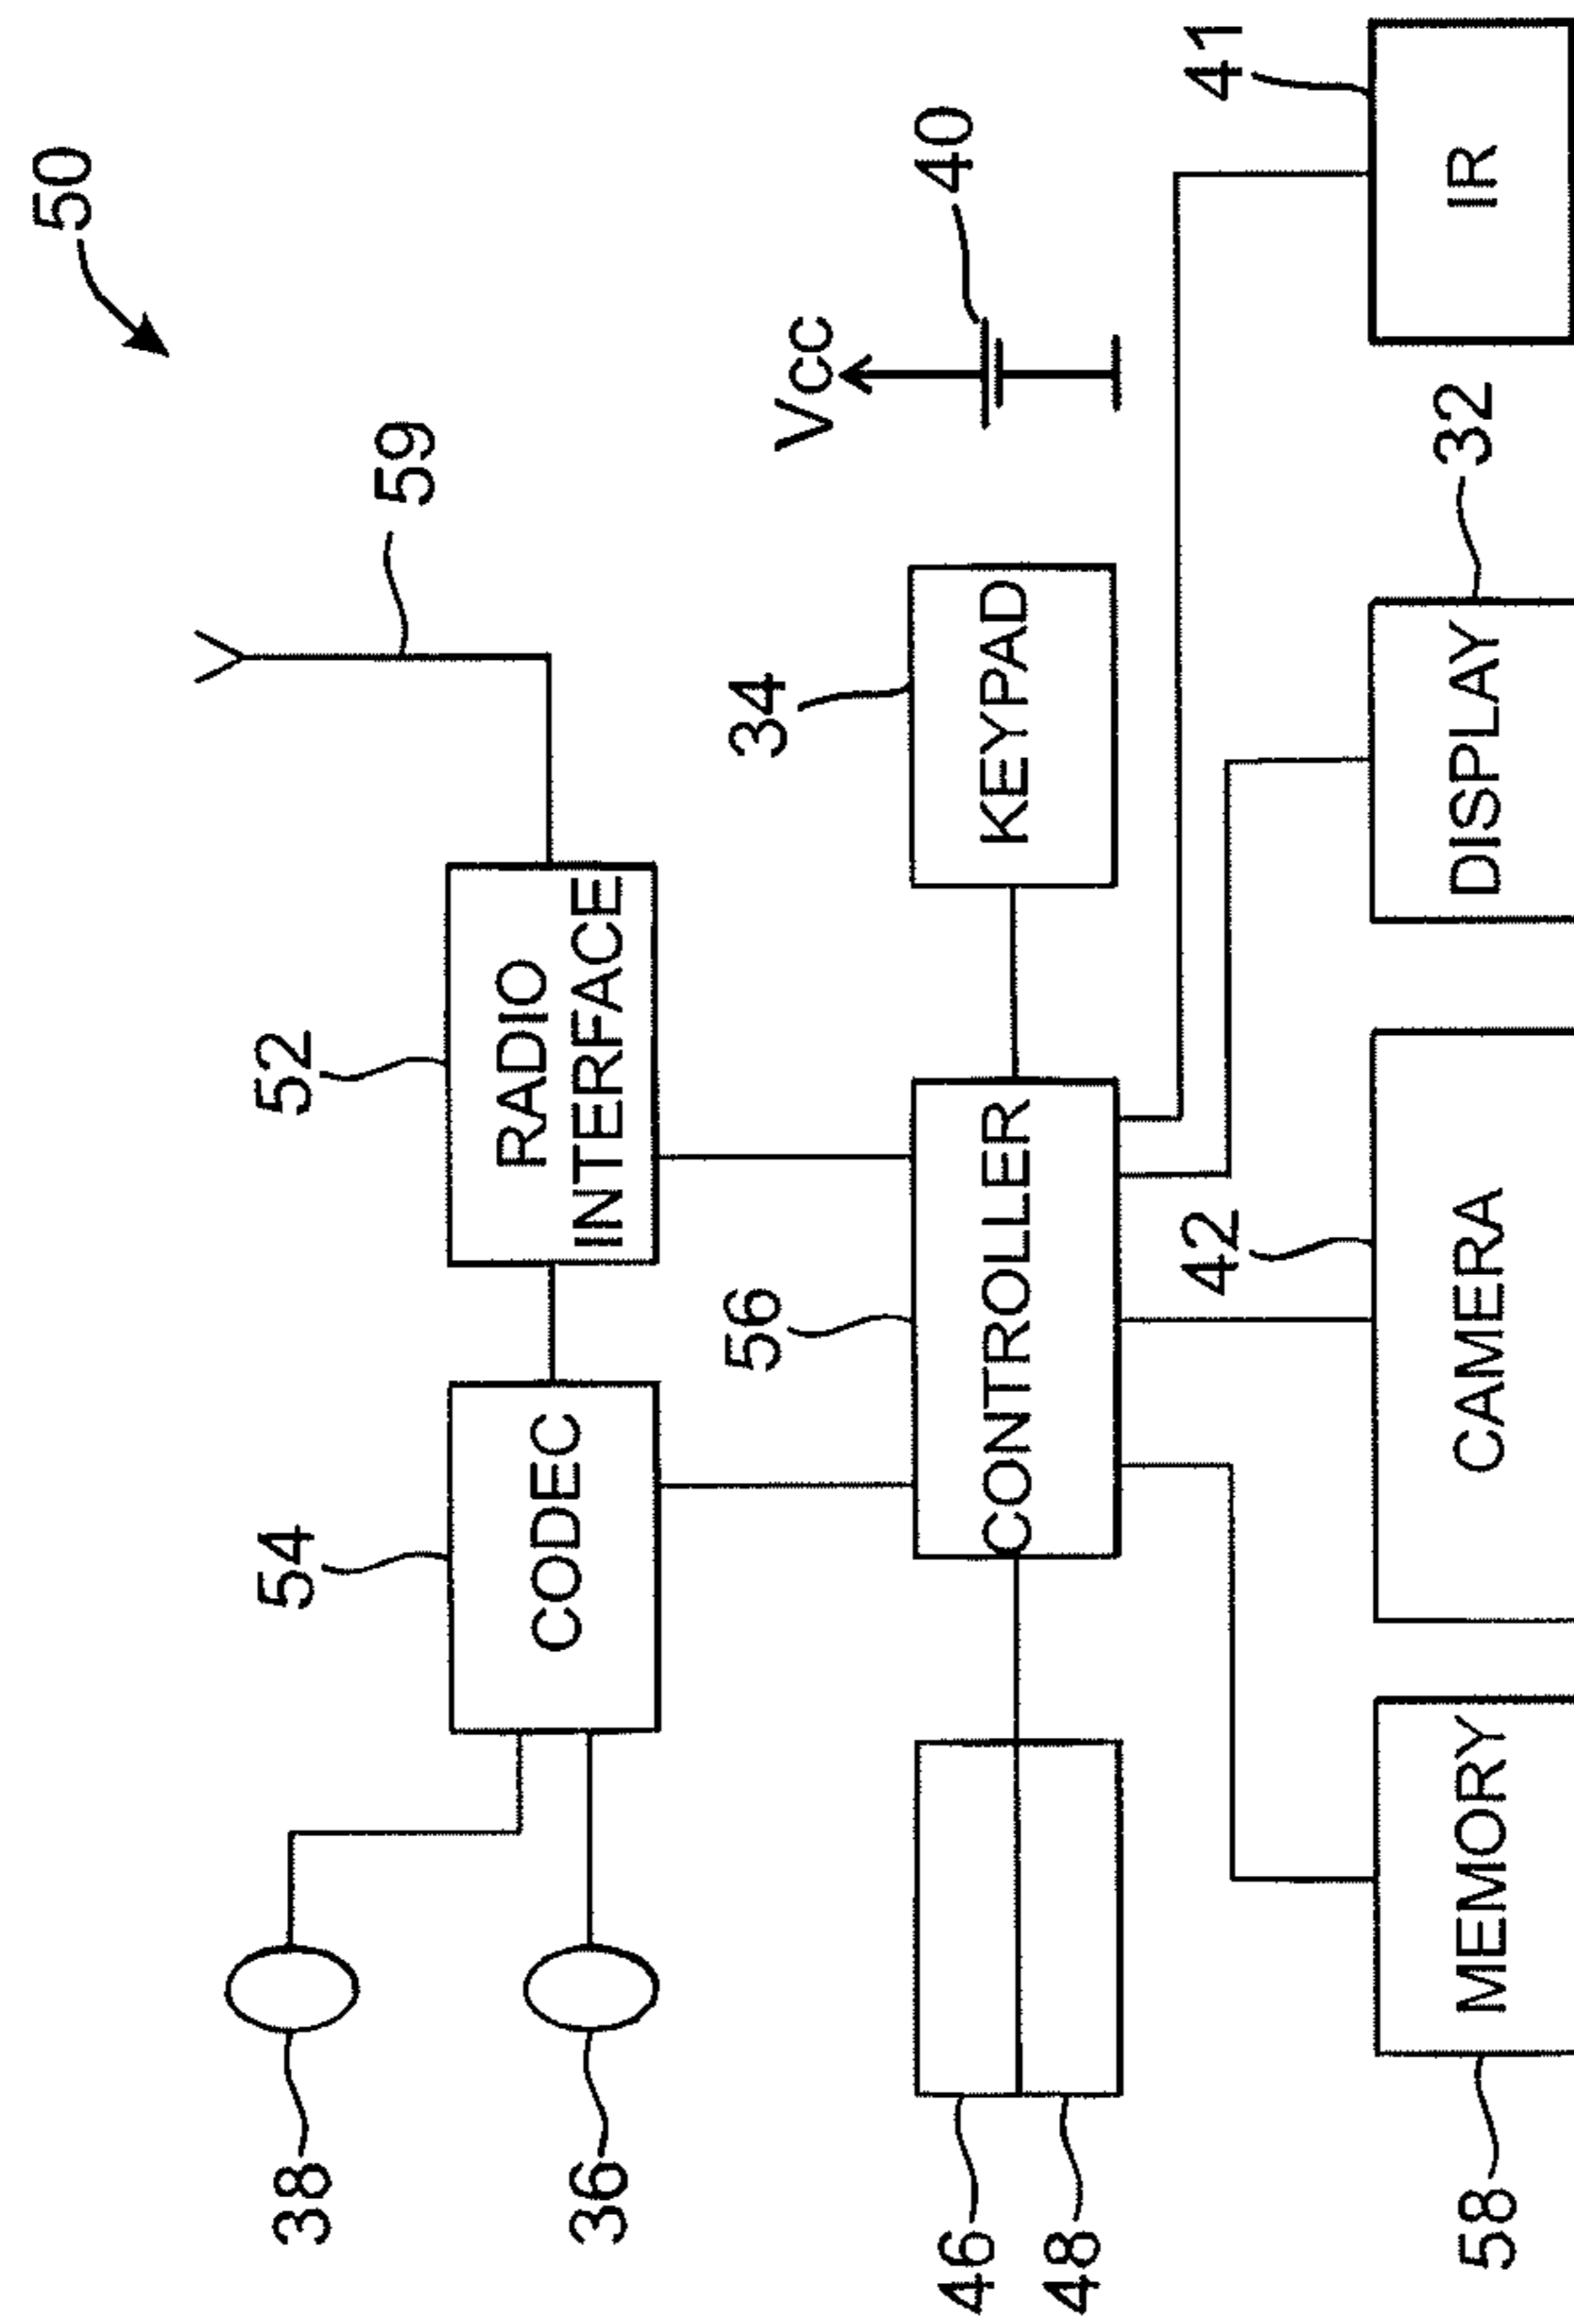 50
59
52
RADIO
INTERFACE
54
CODEC
38
36
Vcc
40
34
KEYPAD
56
CONTROLLER
46
48
41
IR
32
DISPLAY
42
CAMERA
58
MEMORY